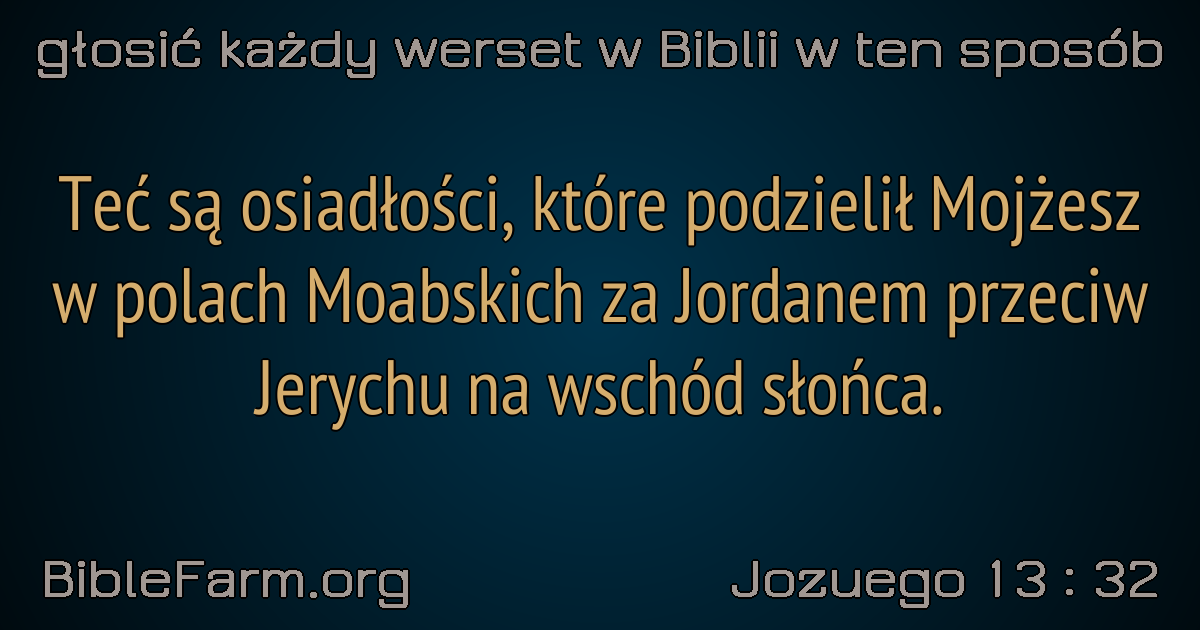 głosić każdy werset w Biblii w ten sposób
Teć są osiadłości, które podzielił Mojżesz
w polach Moabskich za Jordanem przeciw
Jerychu na wschód słońca.
BibleFarm.org
Jozuego 13 : 32